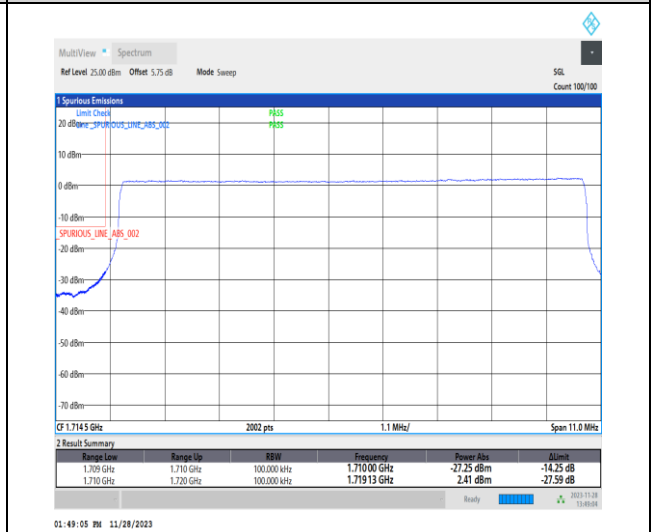 MultiView Spectrum
Ref Level 25.00 dBm Offset 5.75 dB Mode Sweep SGL
Count 100/100
1 Spurious Emissions
Limit Check PASS
20 dBm Line _SPURIOUS_LINE_ABS_002 PASS
10 dBm
0 dBm
-10 dBm
_SPURIOUS_LINE_ABS_002
-20 dBm
-30 dBm
-40 dBm
-50 dBm
-60 dBm
-70 dBm
CF 1.714 5 GHz 2002 pts 1.1 MHz/ Span 11.0 MHz
2 Result Summary
Range Low Range Up RBW Frequency Power Abs ΔLimit
1.709 GHz 1.710 GHz 100.000 kHz 1.71000 GHz -27.25 dBm -14.25 dB
1.710 GHz 1.720 GHz 100.000 kHz 1.71913 GHz 2.41 dBm -27.59 dB
Ready 2023-11-28
13:49:04
01:49:05 PM 11/28/2023